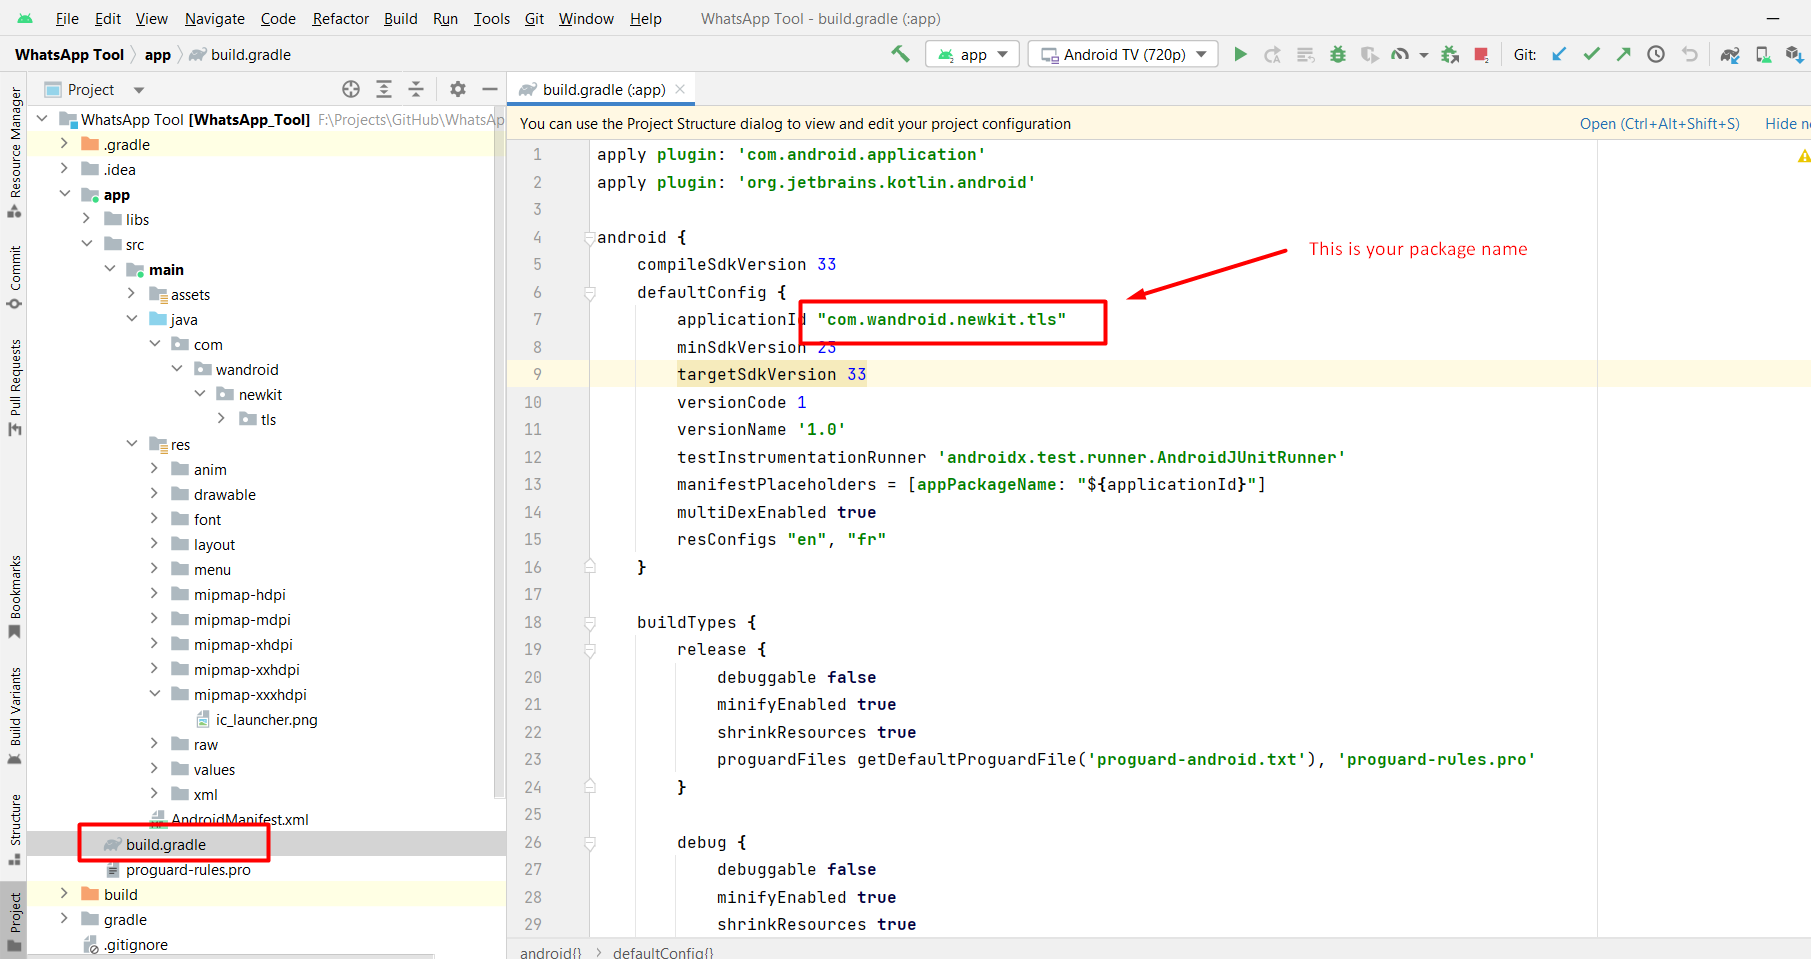 File Edit View Navigate Code Refactor Build Run Tools Git Window Help WhatsApp Tool - build.gradle (:app)
WhatsApp Tool app build.gradle app Android TV (720p) Git:
Project
build.gradle (:app)
You can use the Project Structure dialog to view and edit your project configuration Open (Ctrl+Alt+Shift+S) Hide
Resource Manager
Commit
Pull Requests
Bookmarks
Build Variants
Structure
Project
WhatsApp Tool [WhatsApp_Tool] F:\Projects\GitHub\WhatsAp
.gradle
.idea
app
libs
src
main
assets
java
com
wandroid
newkit
tls
res
anim
drawable
font
layout
menu
mipmap-hdpi
mipmap-mdpi
mipmap-xhdpi
mipmap-xxhdpi
mipmap-xxxhdpi
ic_launcher.png
raw
values
xml
AndroidManifest.xml
build.gradle
proguard-rules.pro
build
gradle
.gitignore
1 apply plugin: 'com.android.application'
2 apply plugin: 'org.jetbrains.kotlin.android'
3
4 android {
This is your package name
5 compileSdkVersion 33
6 defaultConfig {
7 applicationId "com.wandroid.newkit.tls"
8 minSdkVersion 23
9 targetSdkVersion 33
10 versionCode 1
11 versionName '1.0'
12 testInstrumentationRunner 'androidx.test.runner.AndroidJUnitRunner'
13 manifestPlaceholders = [appPackageName: "${applicationId}"]
14 multiDexEnabled true
15 resConfigs "en", "fr"
16 }
17
18 buildTypes {
19 release {
20 debuggable false
21 minifyEnabled true
22 shrinkResources true
23 proguardFiles getDefaultProguardFile('proguard-android.txt'), 'proguard-rules.pro'
24 }
25
26 debug {
27 debuggable false
28 minifyEnabled true
29 shrinkResources true
android{} defaultConfig{}